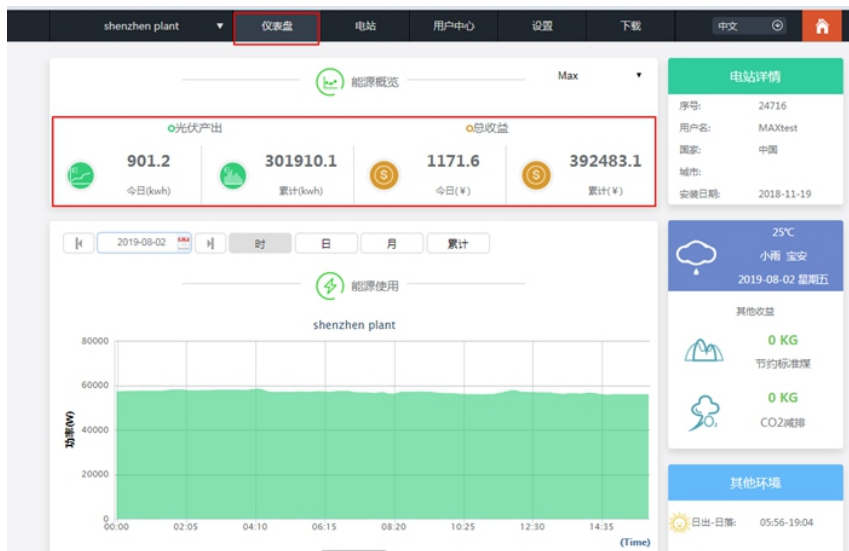 shenzhen plant ▼ 仪表盘 电站 用户中心 设置 下载 中文
能源概览 Max ▼
光伏产出 总收益
901.2 301910.1 1171.6 392483.1
今日(kwh) 累计(kwh) 今日(¥) 累计(¥)
电站详情
序号: 24716
用户名: MAXtest
国家: 中国
城市:
安装日期: 2018-11-19
2019-08-02 时 日 月 累计
能源使用
shenzhen plant
功率(W)
80000
60000
40000
20000
0
00:00 02:05 04:10 06:15 08:20 10:25 12:30 14:35
(Time)
25℃
小雨 宝安
2019-08-02 星期五
其他收益
0 KG
节约标准煤
0 KG
CO2减排
其他环境
日出-日落: 05:56-19:04